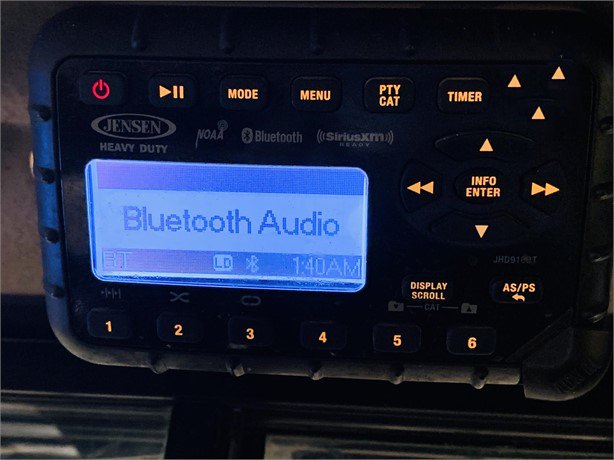 MODE
MENU
PTY
CAT
TIMER
JENSEN
HEAVY DUTY
NOAA
Bluetooth
((SiriusXM))
READY
INFO
ENTER
Bluetooth Audio
BT LD 1:40AM
DISPLAY
SCROLL
AS/PS
CAT
1 2 3 4 5 6